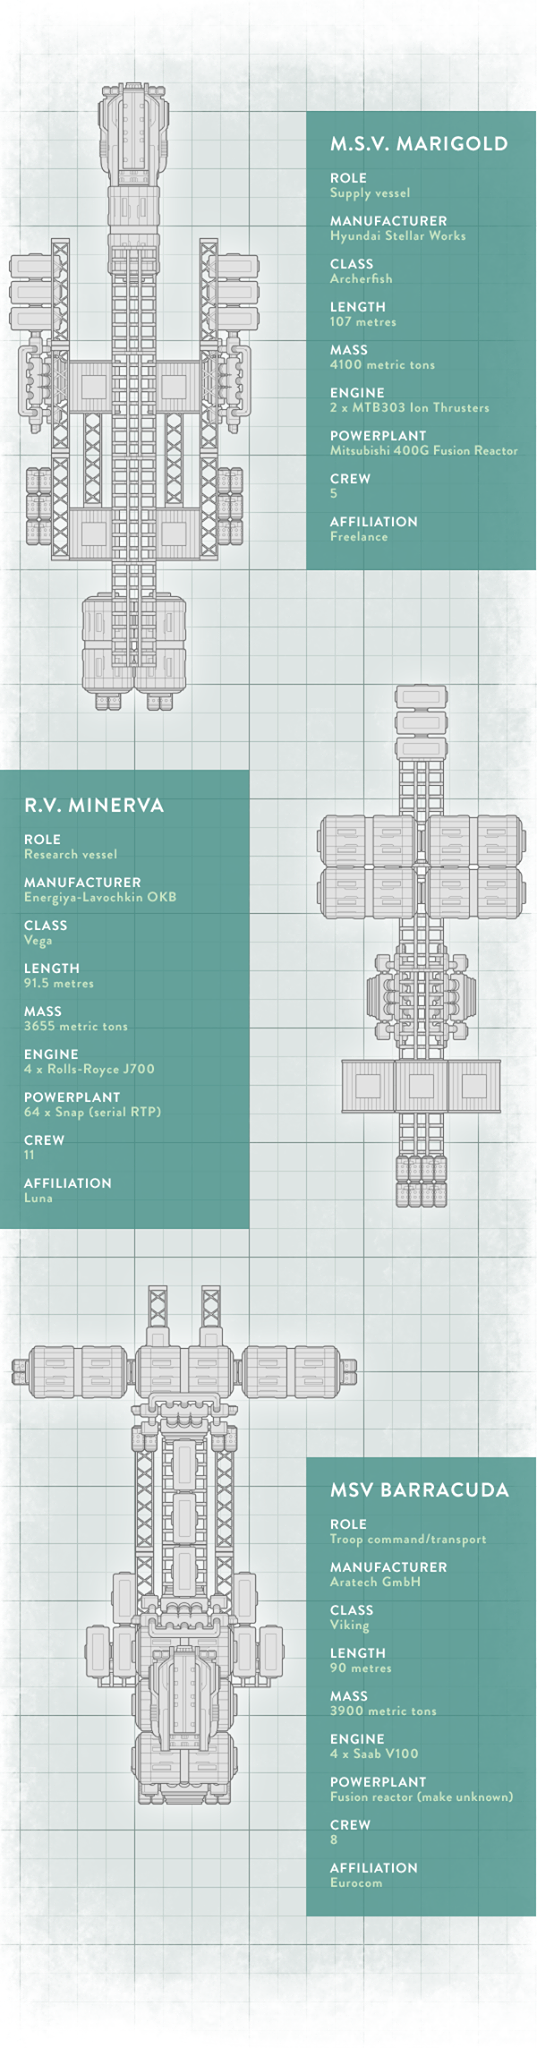 M.S.V. MARIGOLD
ROLE
Supply vessel
MANUFACTURER
Hyundai Stellar Works
CLASS
Archerfish
LENGTH
107 metres
MASS
4100 metric tons
ENGINE
2 x MTB303 Ion Thrusters
POWERPLANT
Mitsubishi 400G Fusion Reactor
CREW
5
AFFILIATION
Freelance
R.V. MINERVA
ROLE
Research vessel
MANUFACTURER
Energiya-Lavochkin OKB
CLASS
Vega
LENGTH
91.5 metres
MASS
3655 metric tons
ENGINE
4 x Rolls-Royce J700
POWERPLANT
64 x Snap (serial RTP)
CREW
11
AFFILIATION
Luna
MSV BARRACUDA
ROLE
Troop command/transport
MANUFACTURER
Aratech GmbH
CLASS
Viking
LENGTH
90 metres
MASS
3900 metric tons
ENGINE
4 x Saab V100
POWERPLANT
Fusion reactor (make unknown)
CREW
8
AFFILIATION
Eurocom